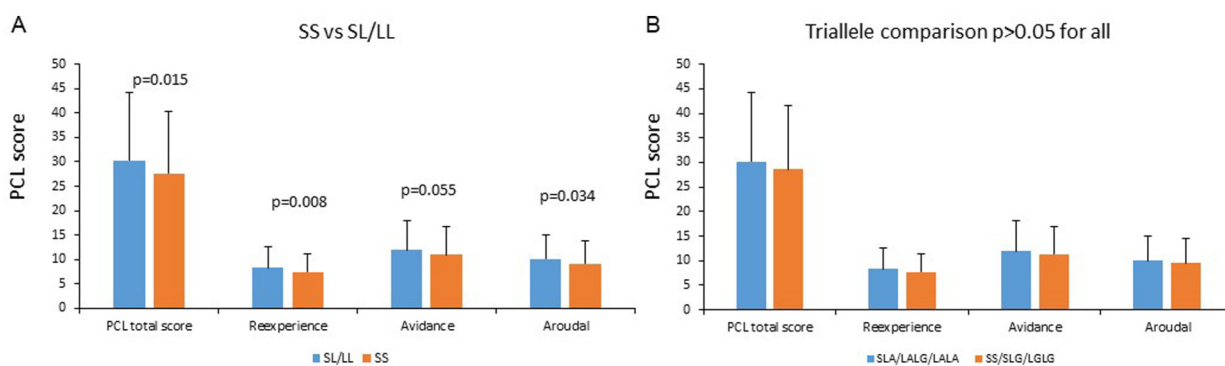 A
SS vs SL/LL
PCL score
50
45
40
35
30
25
20
15
10
5
0
p=0.015
p=0.008
p=0.055
p=0.034
PCL total score
Reexperience
Avidance
Aroudal
SL/LL
SS
B
Triallele comparison p>0.05 for all
PCL score
50
45
40
35
30
25
20
15
10
5
0
PCL total score
Reexperience
Avidance
Aroudal
SLA/LALG/LALA
SS/SLG/LGLG